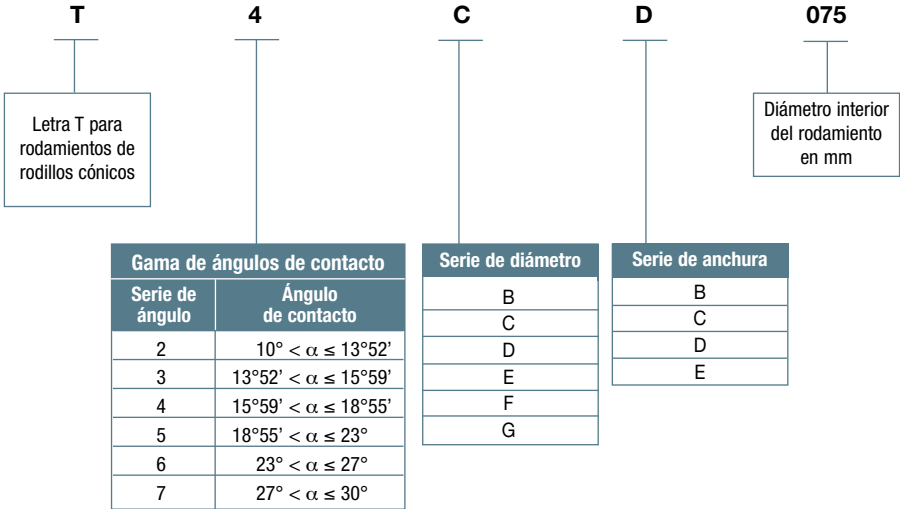 T 4 C D 075
Letra T para
rodamientos de
rodillos cónicos
Diámetro interior
del rodamiento
en mm
Gama de ángulos de contacto
Serie de ángulo Ángulo de contacto
2 10° < α ≤ 13°52’
3 13°52’ < α ≤ 15°59’
4 15°59’ < α ≤ 18°55’
5 18°55’ < α ≤ 23°
6 23° < α ≤ 27°
7 27° < α ≤ 30°
Serie de diámetro
B
C
D
E
F
G
Serie de anchura
B
C
D
E